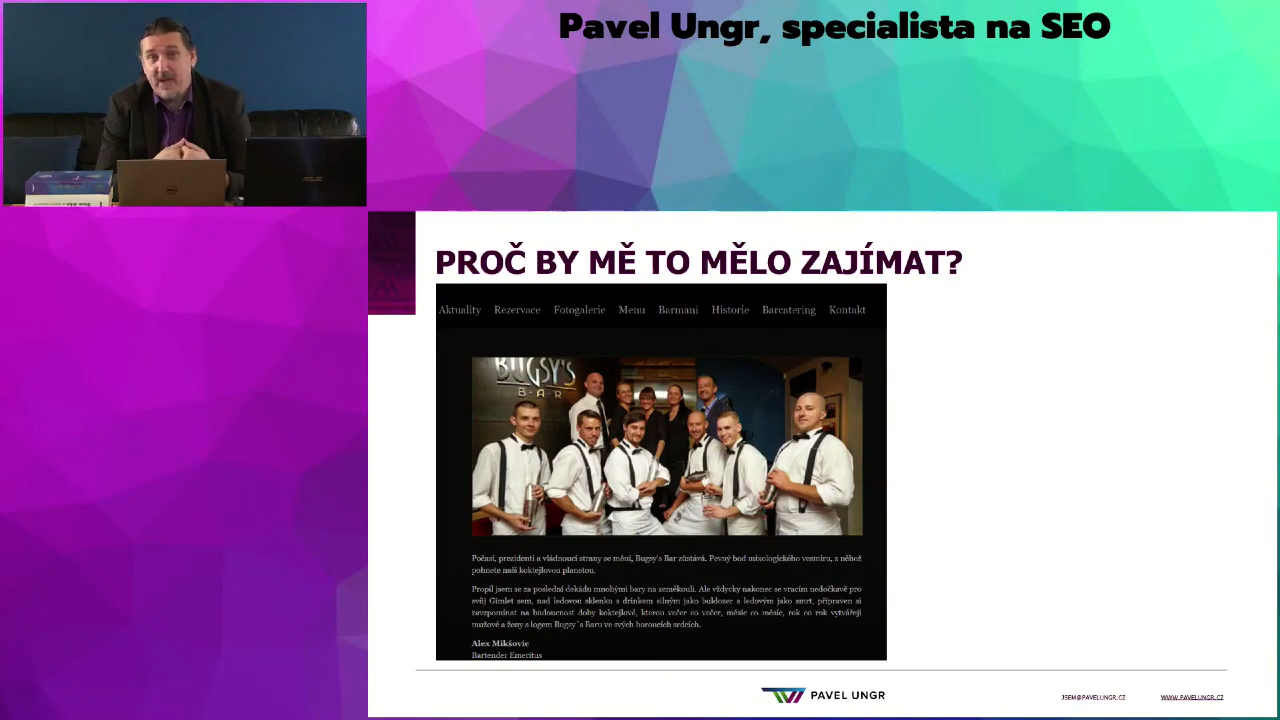 Pavel Ungr, specialista na SEO
PROČ BY MĚ TO MĚLO ZAJÍMAT?
Aktuality Rezervace Fotogalerie Menu Barmani Historie Barcatering Kontakt
BUGSY'S
B·A·R
Počasí, prezidenti a vládnoucí strany se mění, Bugsy's Bar zůstává. Pevný bod mixologického vesmíru, z něhož
pohnete naší koktejlovou planetou.
Propil jsem se za poslední dekádu mnohými bary na zeměkouli. Ale vždycky nakonec se vracím nedočkavě pro
svůj Gimlet sem, nad ledovou sklenku s drinkem silným jako buldozer a ledovým jako smrt, připraven si
zavzpomínat na budoucnost doby koktejlové, kterou večer co večer, měsíc co měsíc, rok co rok vytvářejí
mužové a ženy s logem Bugsy's Baru ve svých horoucích srdcích.
Alex Mikšovic
Bartender Emeritus
PAVEL UNGR
JSEM@PAVELUNGR.CZ
WWW.PAVELUNGR.CZ